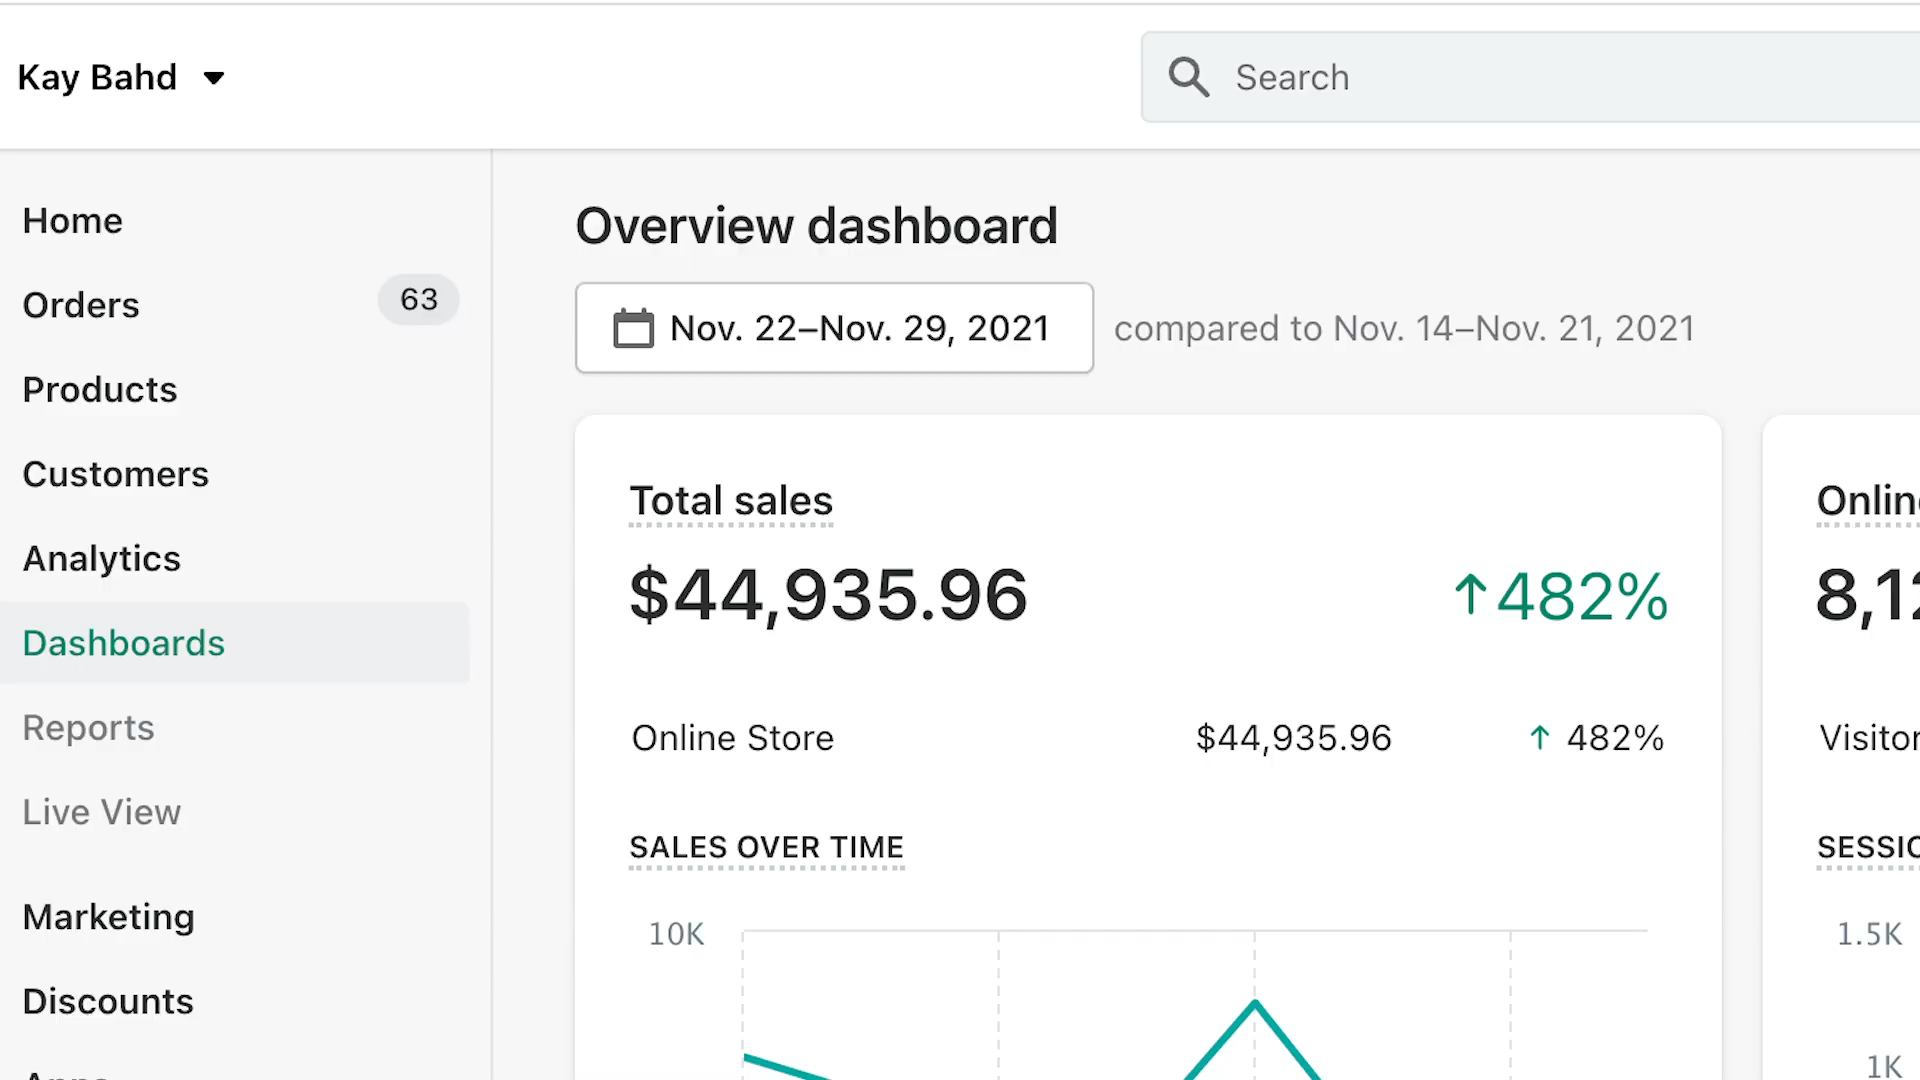 Kay Bahd
Search
Home
Orders
63
Products
Customers
Analytics
Dashboards
Reports
Live View
Marketing
Discounts
Overview dashboard
Nov. 22–Nov. 29, 2021
compared to Nov. 14–Nov. 21, 2021
Total sales
$44,935.96
↑482%
Online Store
$44,935.96
↑ 482%
SALES OVER TIME
10K
8,12
1.5K
1K